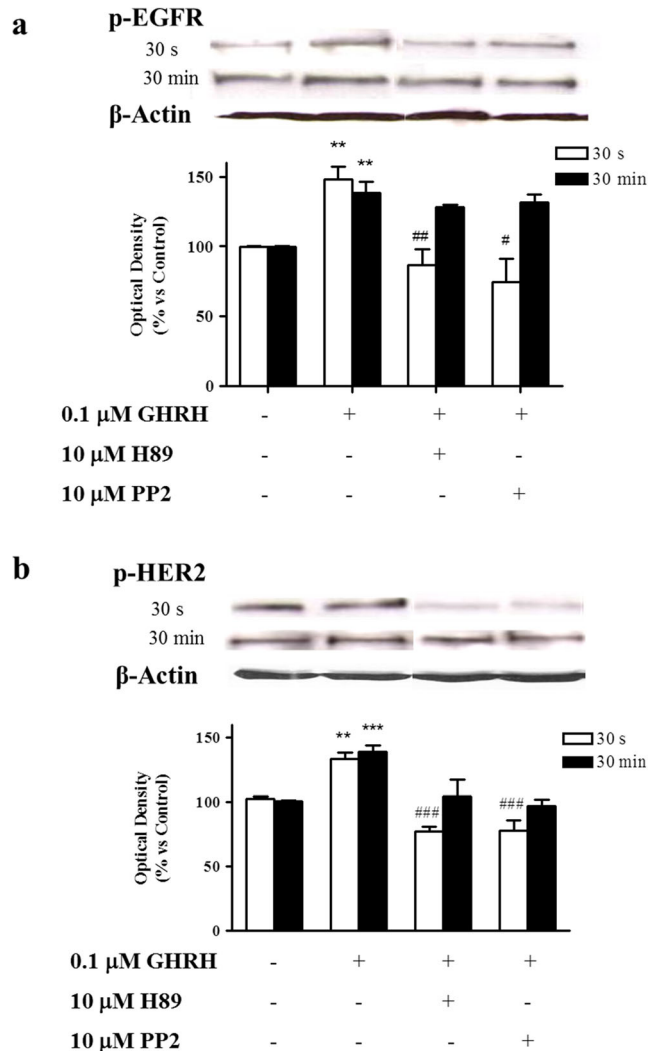 a
p-EGFR
30 s
30 min
β-Actin
** **
30 s
30 min
150
##
#
100
50
0
Optical Density
(% vs Control)
0.1 μM GHRH - + + +
10 μM H89 - - + -
10 μM PP2 - - - +
b
p-HER2
30 s
30 min
β-Actin
** ***
30 s
30 min
150
### ###
100
50
0
Optical Density
(% vs Control)
0.1 μM GHRH - + + +
10 μM H89 - - + -
10 μM PP2 - - - +